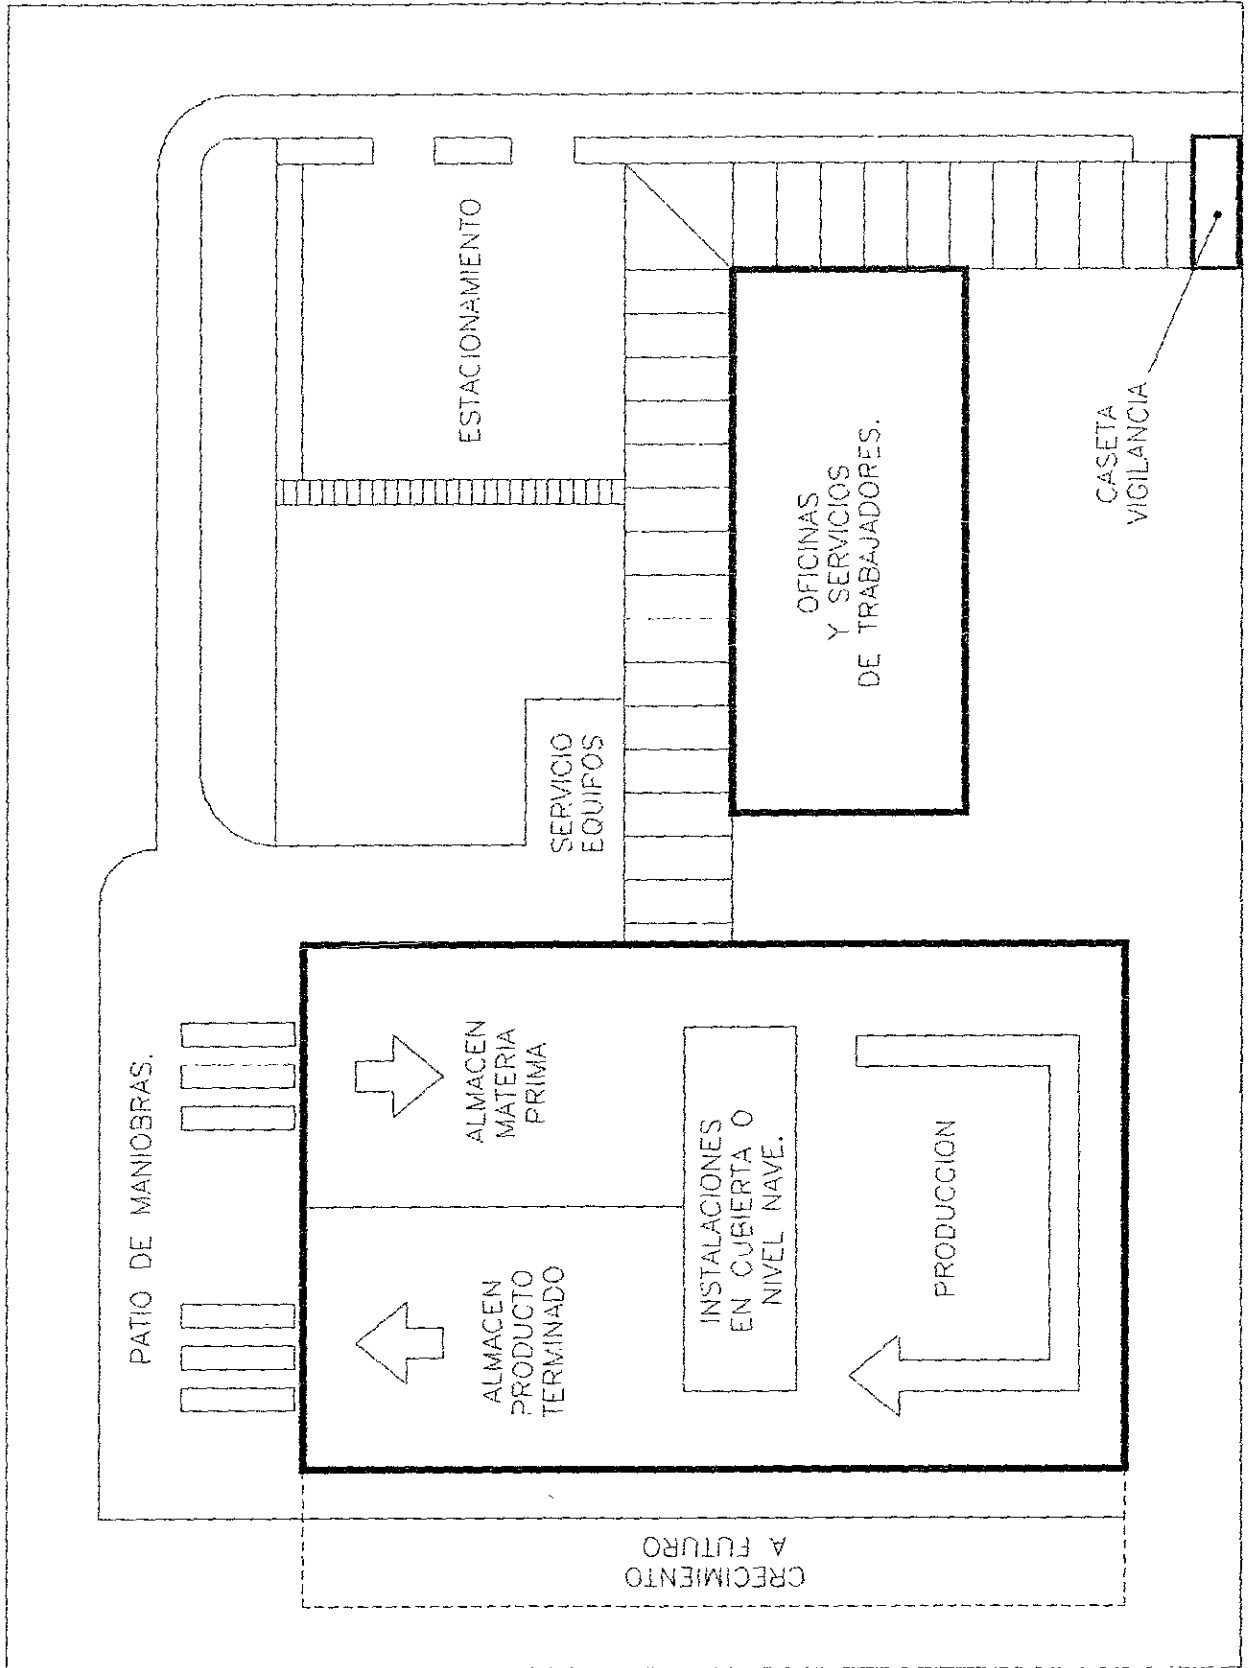 PATIO DE MANIOBRAS.
ESTACIONAMIENTO
SERVICIO
EQUIPOS
OFICINAS
Y SERVICIOS
DE TRABAJADORES.
CASETA
VIGILANCIA
ALMACEN
PRODUCTO
TERMINADO
ALMACEN
MATERIA
PRIMA
INSTALACIONES
EN CUBIERTA O
NIVEL NAVE.
PRODUCCION
CRECIMIENTO
A FUTURO